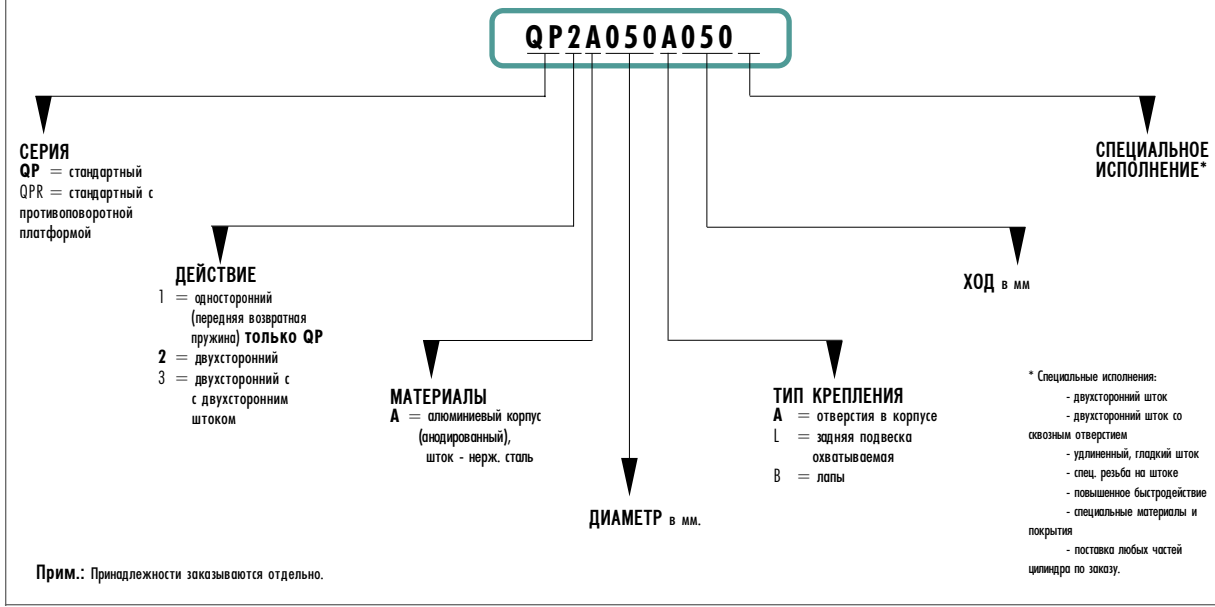 QP2A050A050
СЕРИЯ
QP = стандартный
QPR = стандартный с
противоповоротной
платформой
ДЕЙСТВИЕ
1 = односторонний
(передняя возвратная
пружина) только QP
2 = двухсторонний
3 = двухсторонний с
с двухсторонним
штоком
МАТЕРИАЛЫ
A = алюминиевый корпус
(анодированный),
шток - нерж. сталь
ДИАМЕТР в мм.
ТИП КРЕПЛЕНИЯ
A = отверстия в корпусе
L = задняя подвеска
охватываемая
B = лапы
ХОД в мм
СПЕЦИАЛЬНОЕ
ИСПОЛНЕНИЕ*
* Специальные исполнения:
- двухсторонний шток
- двухсторонний шток со
сквозным отверстием
- удлиненный, гладкий шток
- спец. резьба на штоке
- повышенное быстродействие
- специальные материалы и
покрытия
- поставка любых частей
цилиндра по заказу.
Прим.: Принадлежности заказываются отдельно.